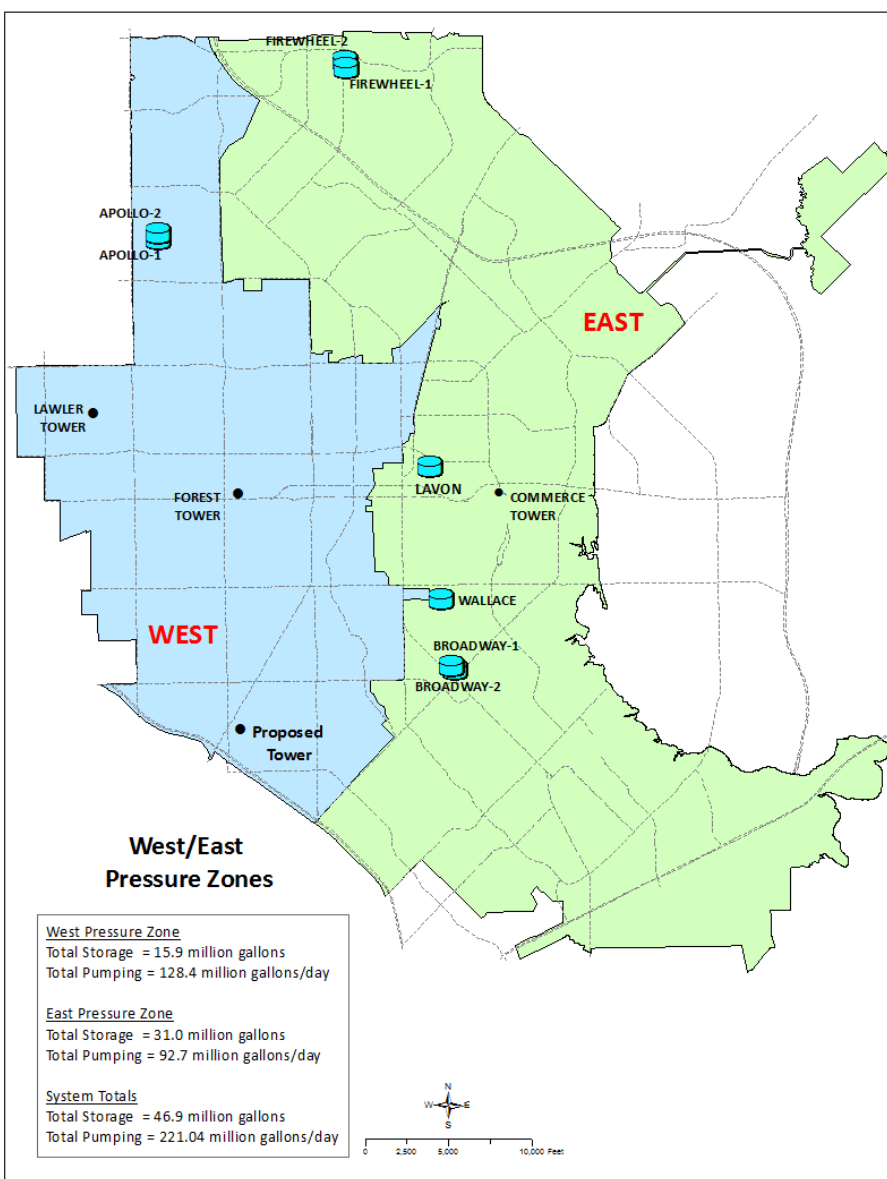 FIREWHEEL-2
FIREWHEEL-1
APOLLO-2
APOLLO-1
EAST
LAWLER
TOWER
FOREST
TOWER
LAVON
COMMERCE
TOWER
WALLACE
WEST
BROADWAY-1
BROADWAY-2
Proposed
Tower
West/East
Pressure Zones
West Pressure Zone
Total Storage = 15.9 million gallons
Total Pumping = 128.4 million gallons/day
East Pressure Zone
Total Storage = 31.0 million gallons
Total Pumping = 92.7 million gallons/day
System Totals
Total Storage = 46.9 million gallons
Total Pumping = 221.04 million gallons/day
N
W E
S
0 2,500 5,000 10,000 Feet